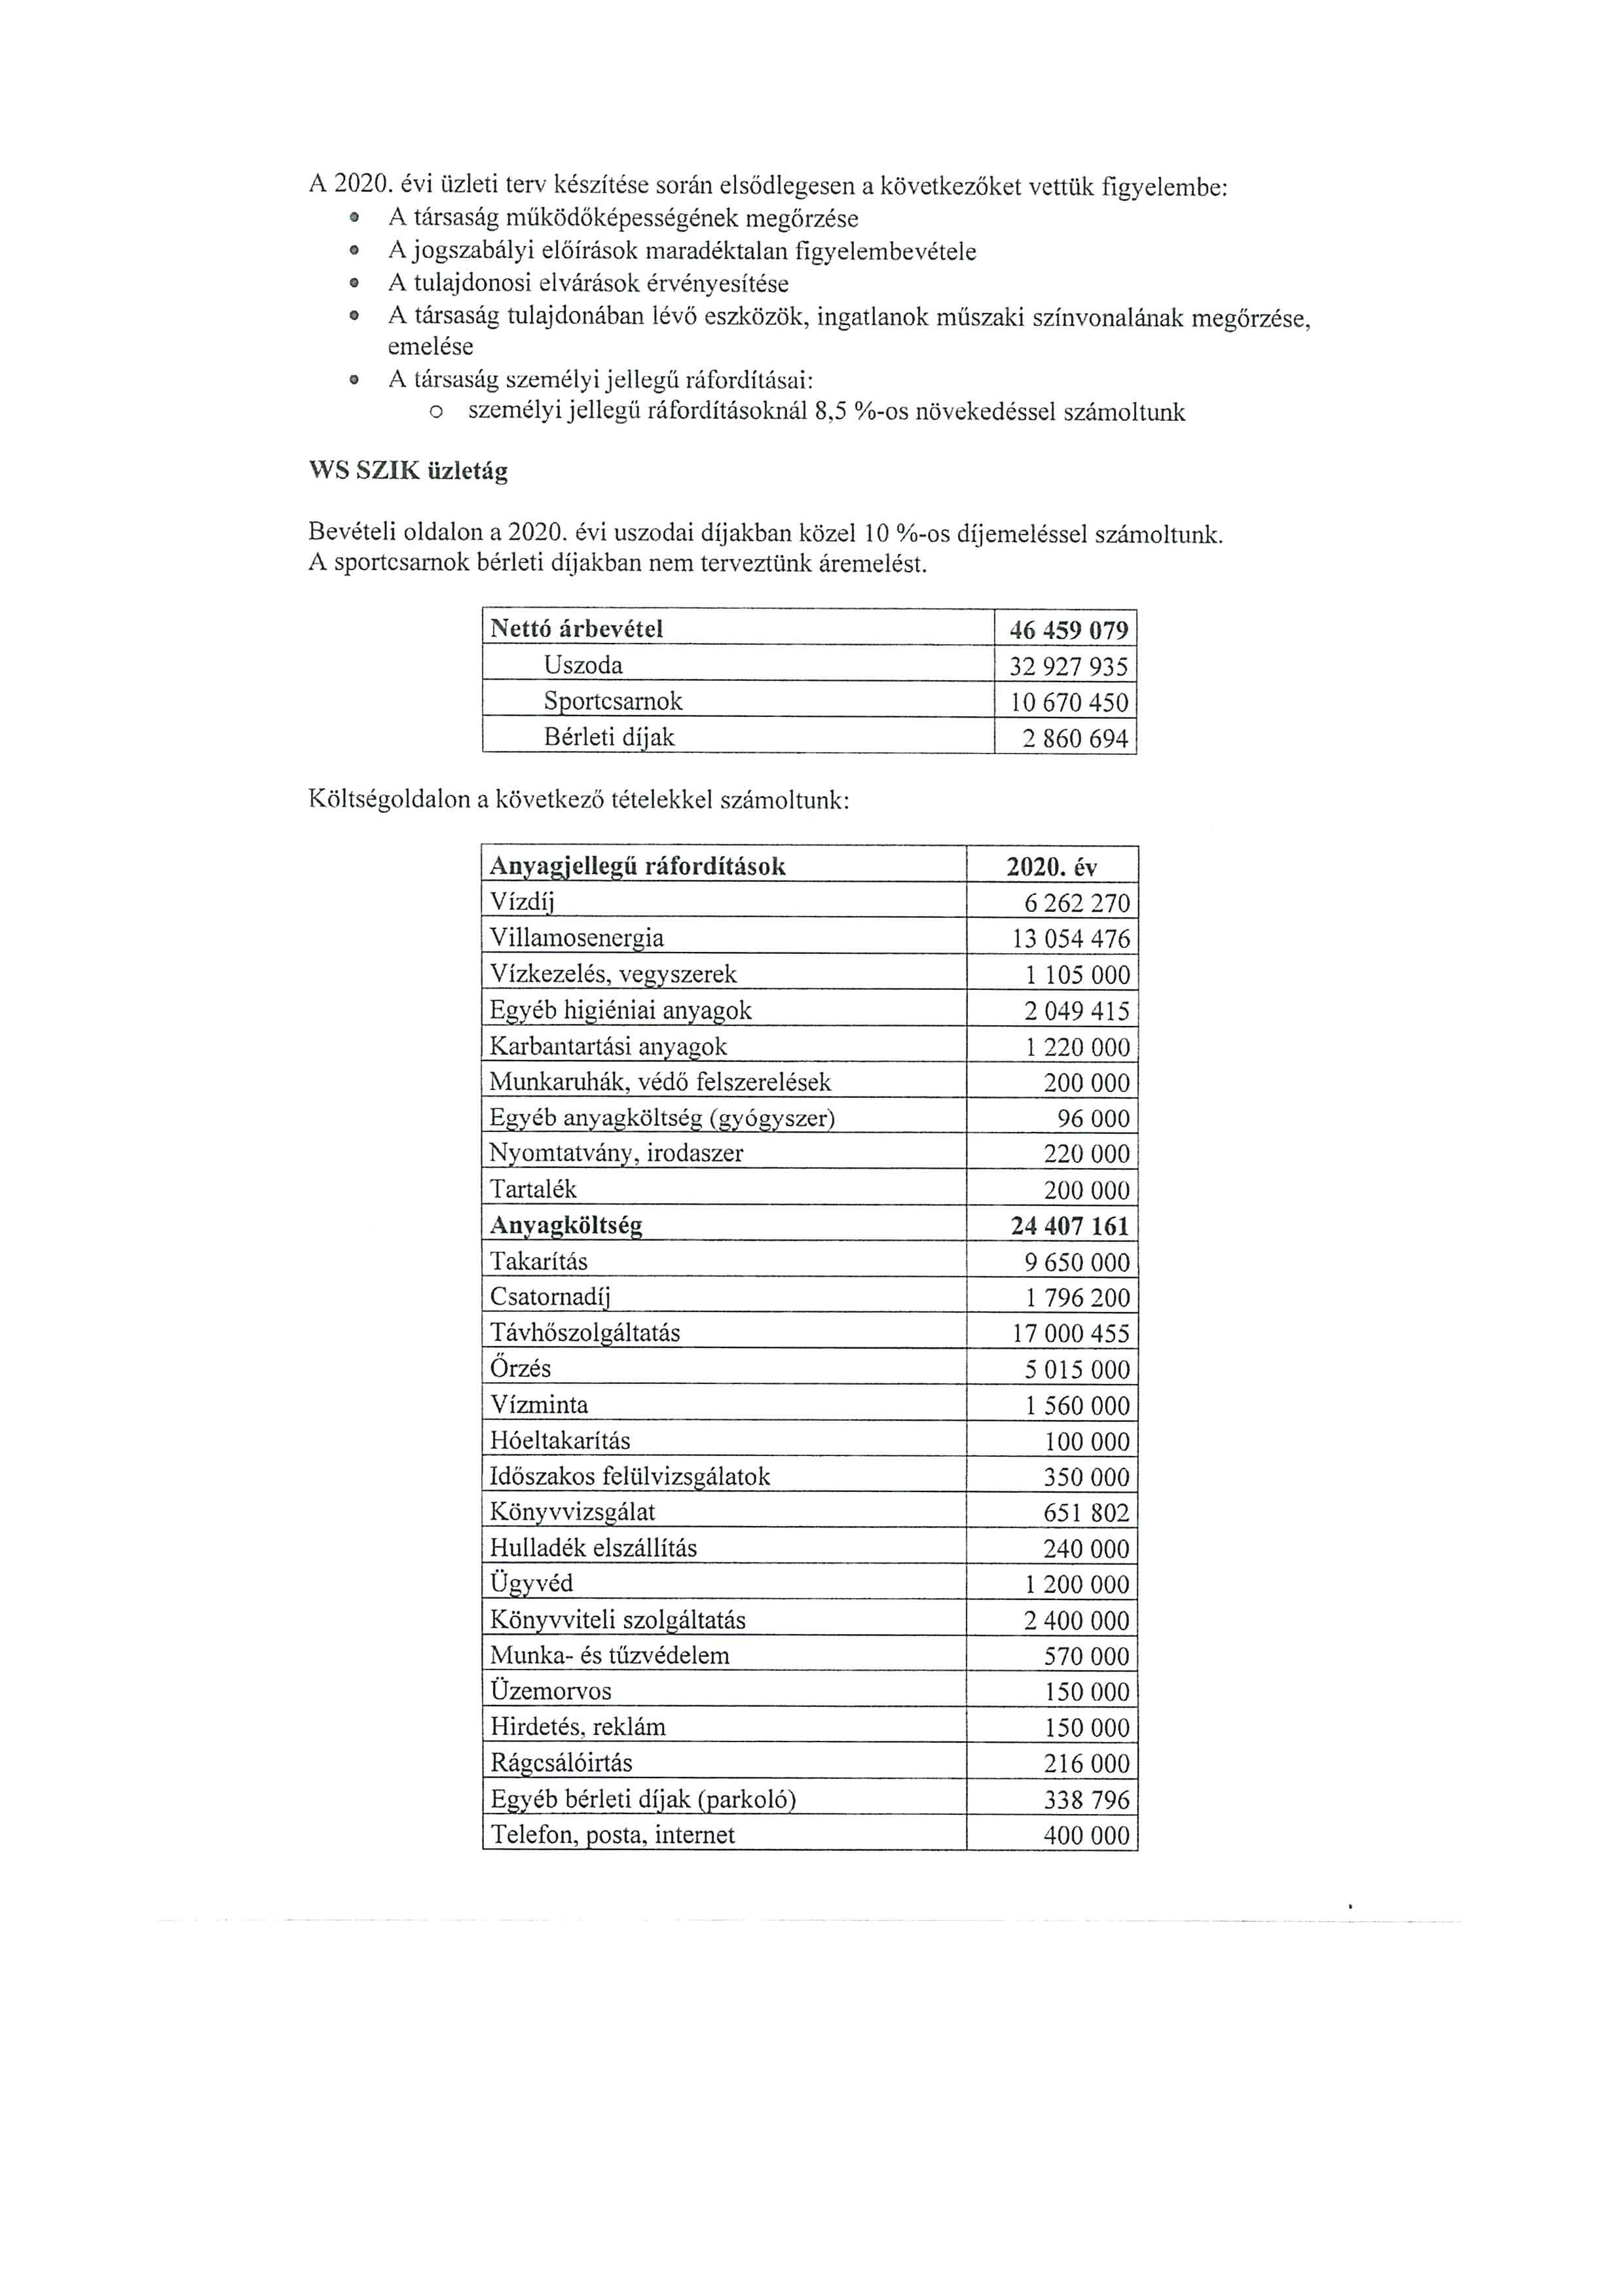 A 2020. évi üzleti terv készítése során elsődlegesen a következőket vettük figyelembe:
• A társaság működőképességének megőrzése
• A jogszabályi előírások maradéktalan figyelembevétele
• A tulajdonosi elvárások érvényesítése
• A társaság tulajdonában lévő eszközök, ingatlanok műszaki színvonalának megőrzése,
emelése
• A társaság személyi jellegű ráfordításai:
o személyi jellegű ráfordításoknál 8,5 %-os növekedéssel számoltunk
WS SZIK üzletág
Bevételi oldalon a 2020. évi uszodai díjakban közel 10 %-os díjemeléssel számoltunk.
A sportcsarnok bérleti díjakban nem terveztünk áremelést.
Nettó árbevétel 46 459 079
Uszoda 32 927 935
Sportcsarnok 10 670 450
Bérleti díjak 2 860 694
Költségoldalon a következő tételekkel számoltunk:
Anyagjellegű ráfordítások 2020. év
Vízdíj 6 262 270
Villamosenergia 13 054 476
Vízkezelés, vegyszerek 1 105 000
Egyéb higiéniai anyagok 2 049 415
Karbantartási anyagok 1 220 000
Munkaruhák, védő felszerelések 200 000
Egyéb anyagköltség (gyógyszer) 96 000
Nyomtatvány, irodaszer 220 000
Tartalék 200 000
Anyagköltség 24 407 161
Takarítás 9 650 000
Csatornadíj 1 796 200
Távhőszolgáltatás 17 000 455
Őrzés 5 015 000
Vízminta 1 560 000
Hóeltakarítás 100 000
Időszakos felülvizsgálatok 350 000
Könyvvizsgálat 651 802
Hulladék elszállítás 240 000
Ügyvéd 1 200 000
Könyvviteli szolgáltatás 2 400 000
Munka- és tűzvédelem 570 000
Üzemorvos 150 000
Hirdetés, reklám 150 000
Rágcsálóirtás 216 000
Egyéb bérleti díjak (parkoló) 338 796
Telefon, posta, internet 400 000